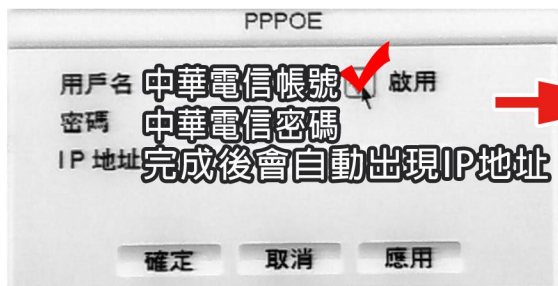 PPPOE
用戶名 中華電信帳號 啟用
密碼 中華電信密碼
IP 地址 完成後會自動出現IP地址
確定 取消 應用